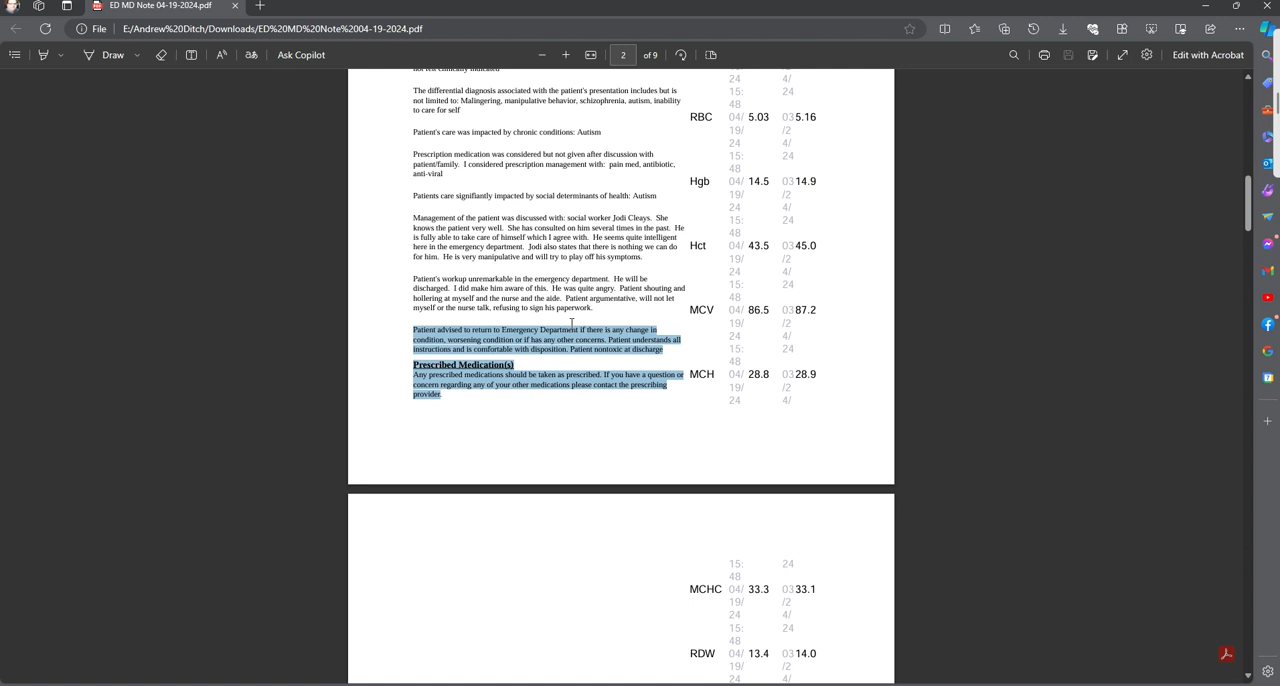 ED MD Note 04-19-2024.pdf
File
E:/Andrew%20Ditch/Downloads/ED%20MD%20Note%2004-19-2024.pdf
Draw
Ask Copilot
2
of 9
Edit with Acrobat
The differential diagnosis associated with the patient's presentation includes but is
not limited to: Malingering, manipulative behavior, schizophrenia, autism, inability
to care for self
Patient's care was impacted by chronic conditions: Autism
Prescription medication was considered but not given after discussion with
patient/family. I considered prescription management with: pain med, antibiotic,
anti-viral
Patients care signifiantly impacted by social determinants of health: Autism
Management of the patient was discussed with: social worker Jodi Cleays. She
knows the patient very well. She has consulted on him several times in the past. He
is fully able to take care of himself which I agree with. He seems quite intelligent
here in the emergency department. Jodi also states that there is nothing we can do
for him. He is very manipulative and will try to play off his symptoms.
Patient's workup unremarkable in the emergency department. He will be
discharged. I did make him aware of this. He was quite angry. Patient shouting and
hollering at myself and the nurse and the aide. Patient argumentative, will not let
myself or the nurse talk, refusing to sign his paperwork.
Patient advised to return to Emergency Department if there is any change in
condition, worsening condition or if has any other concerns. Patient understands all
instructions and is comfortable with disposition. Patient nontoxic at discharge
Prescribed Medication(s)
Any prescribed medications should be taken as prescribed. If you have a question or
concern regarding any of your other medications please contact the prescribing
provider.
24 4/
15: 24
48
RBC 04/ 5.03 03 5.16
19/ /2
24 4/
15: 24
48
Hgb 04/ 14.5 03 14.9
19/ /2
24 4/
15: 24
48
Hct 04/ 43.5 03 45.0
19/ /2
24 4/
15: 24
48
MCV 04/ 86.5 03 87.2
19/ /2
24 4/
15: 24
48
MCH 04/ 28.8 03 28.9
19/ /2
24 4/
15: 24
48
MCHC 04/ 33.3 03 33.1
19/ /2
24 4/
15: 24
48
RDW 04/ 13.4 03 14.0
19/ /2
24 4/